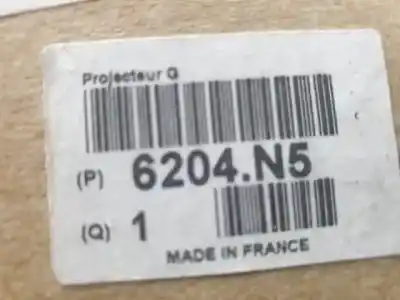 Projecteur G
(P) 6204.N5
(Q) 1
MADE IN FRANCE